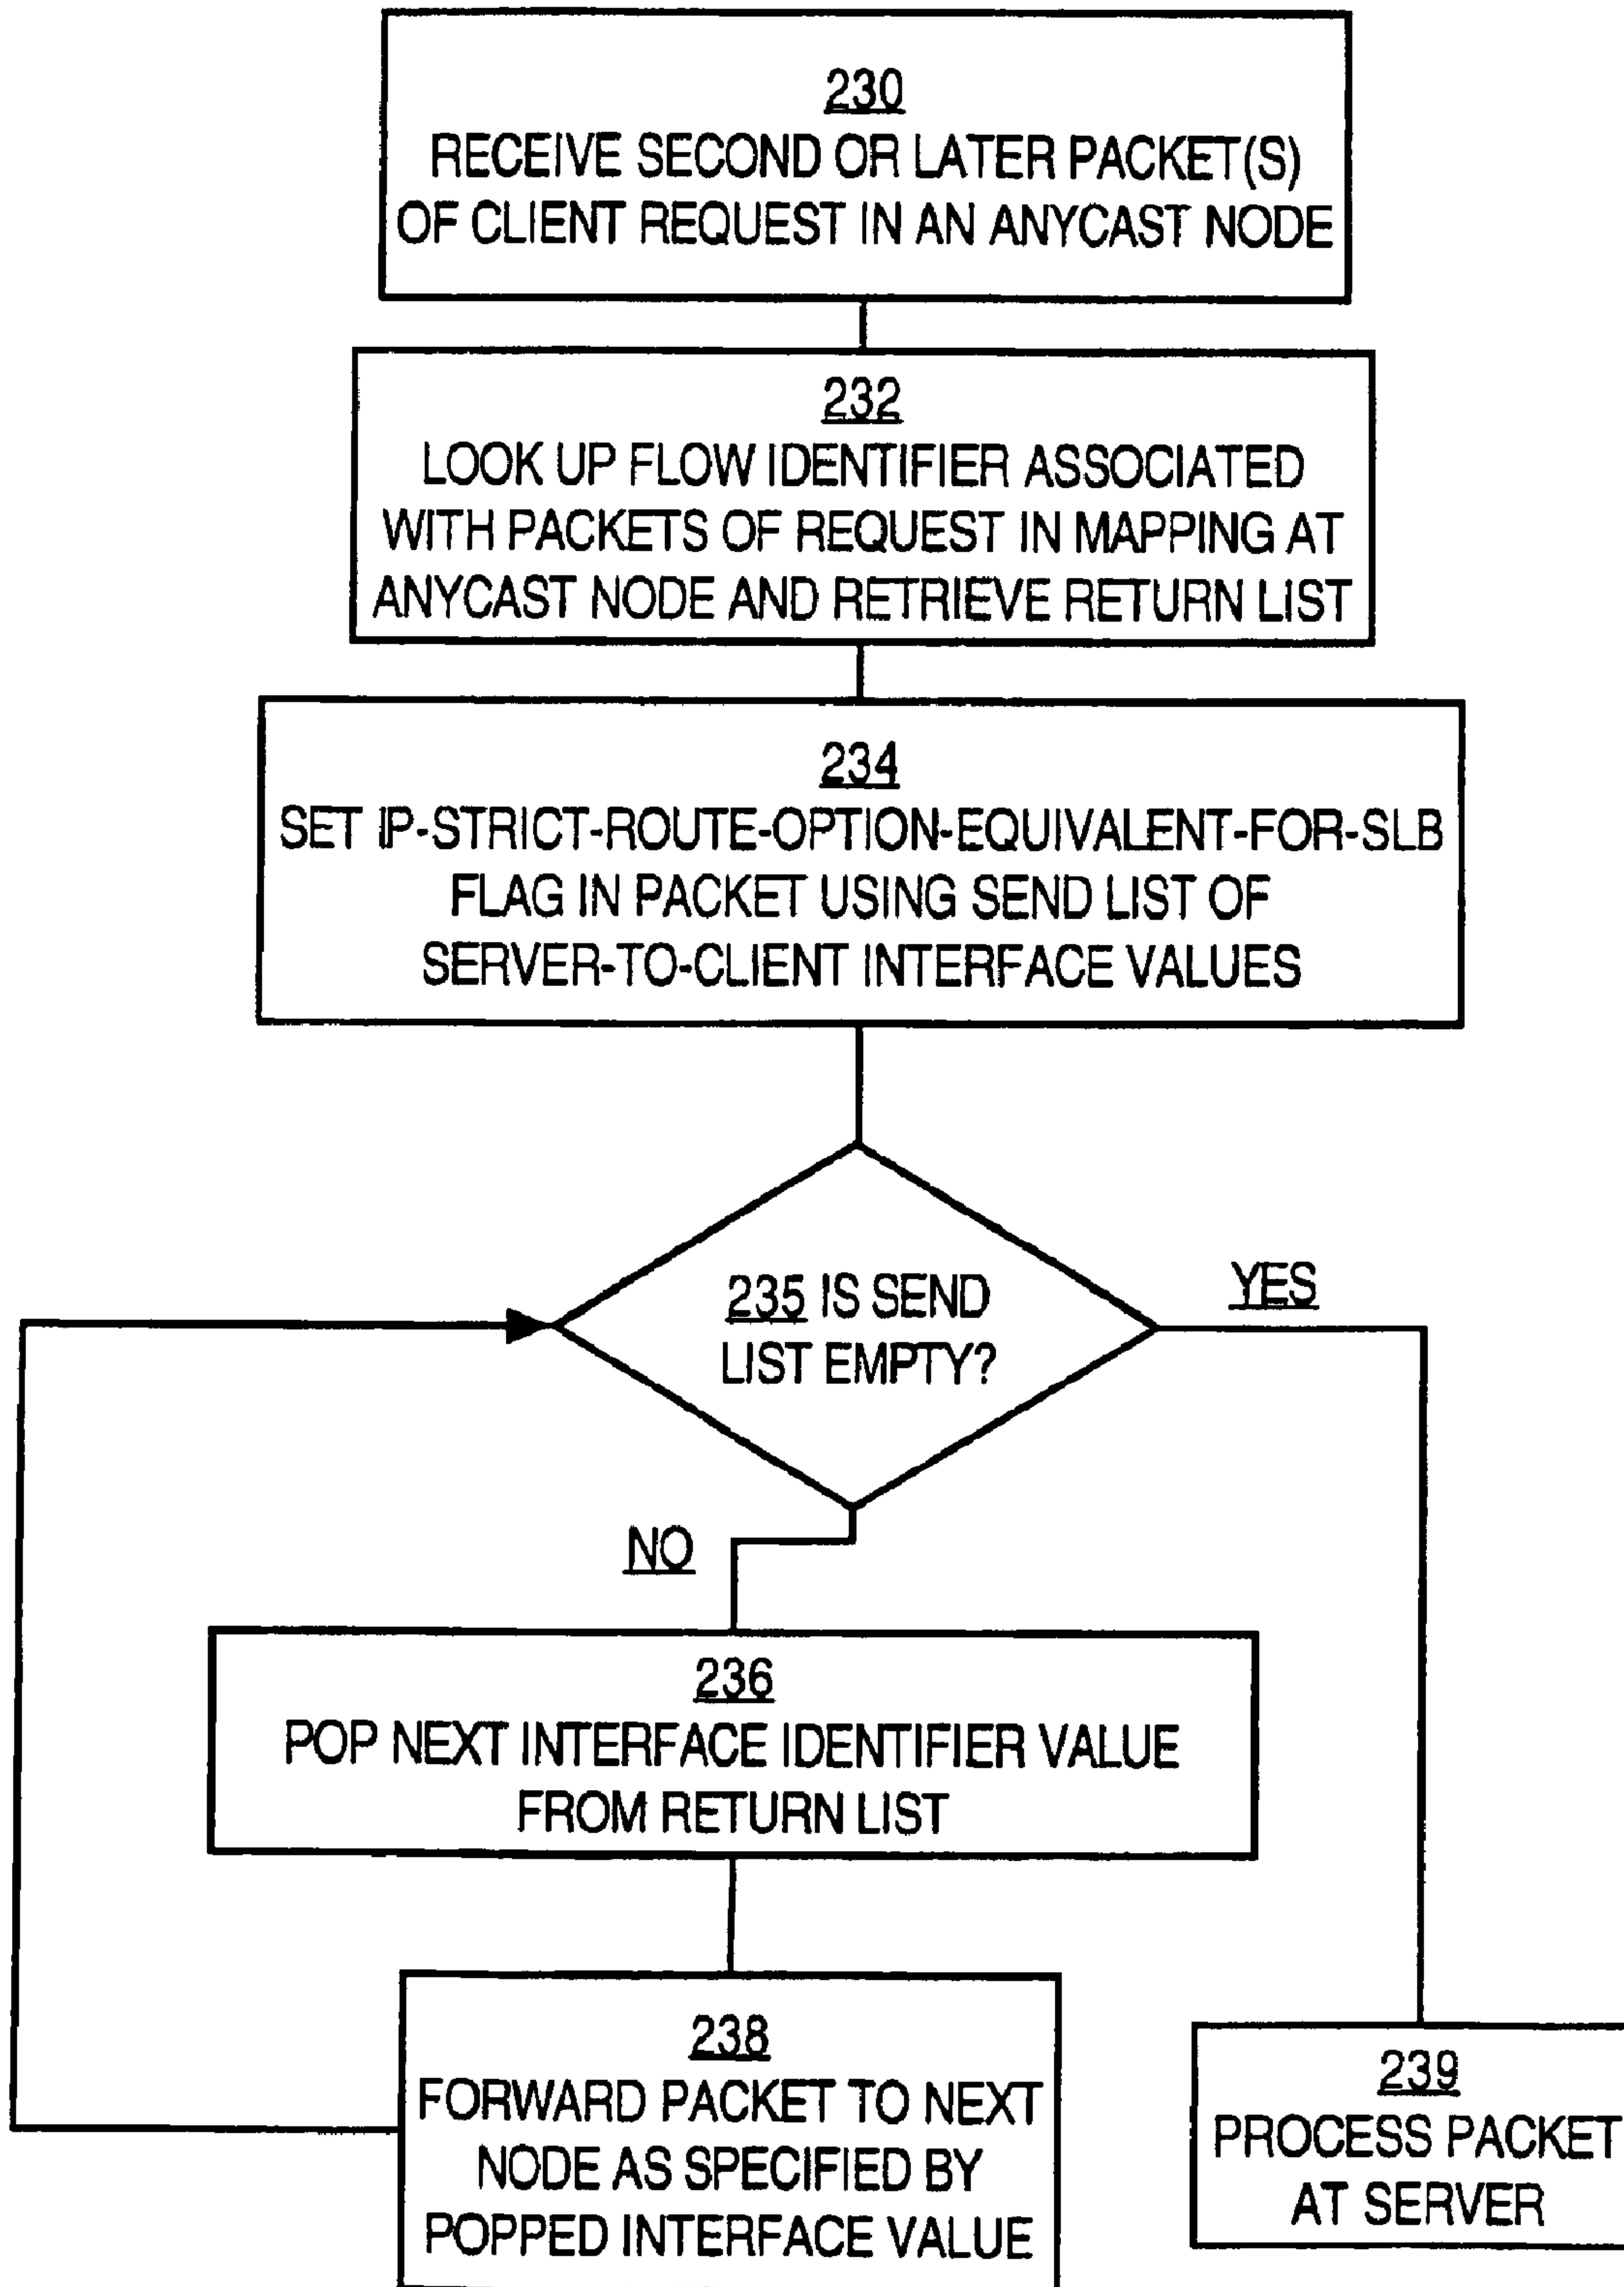 230
RECEIVE SECOND OR LATER PACKET(S)
OF CLIENT REQUEST IN AN ANYCAST NODE
232
LOOK UP FLOW IDENTIFIER ASSOCIATED
WITH PACKETS OF REQUEST IN MAPPING AT
ANYCAST NODE AND RETRIEVE RETURN LIST
234
SET IP-STRICT-ROUTE-OPTION-EQUIVALENT-FOR-SLB
FLAG IN PACKET USING SEND LIST OF
SERVER-TO-CLIENT INTERFACE VALUES
235 IS SEND
LIST EMPTY?
YES
NO
236
POP NEXT INTERFACE IDENTIFIER VALUE
FROM RETURN LIST
238
FORWARD PACKET TO NEXT
NODE AS SPECIFIED BY
POPPED INTERFACE VALUE
239
PROCESS PACKET
AT SERVER